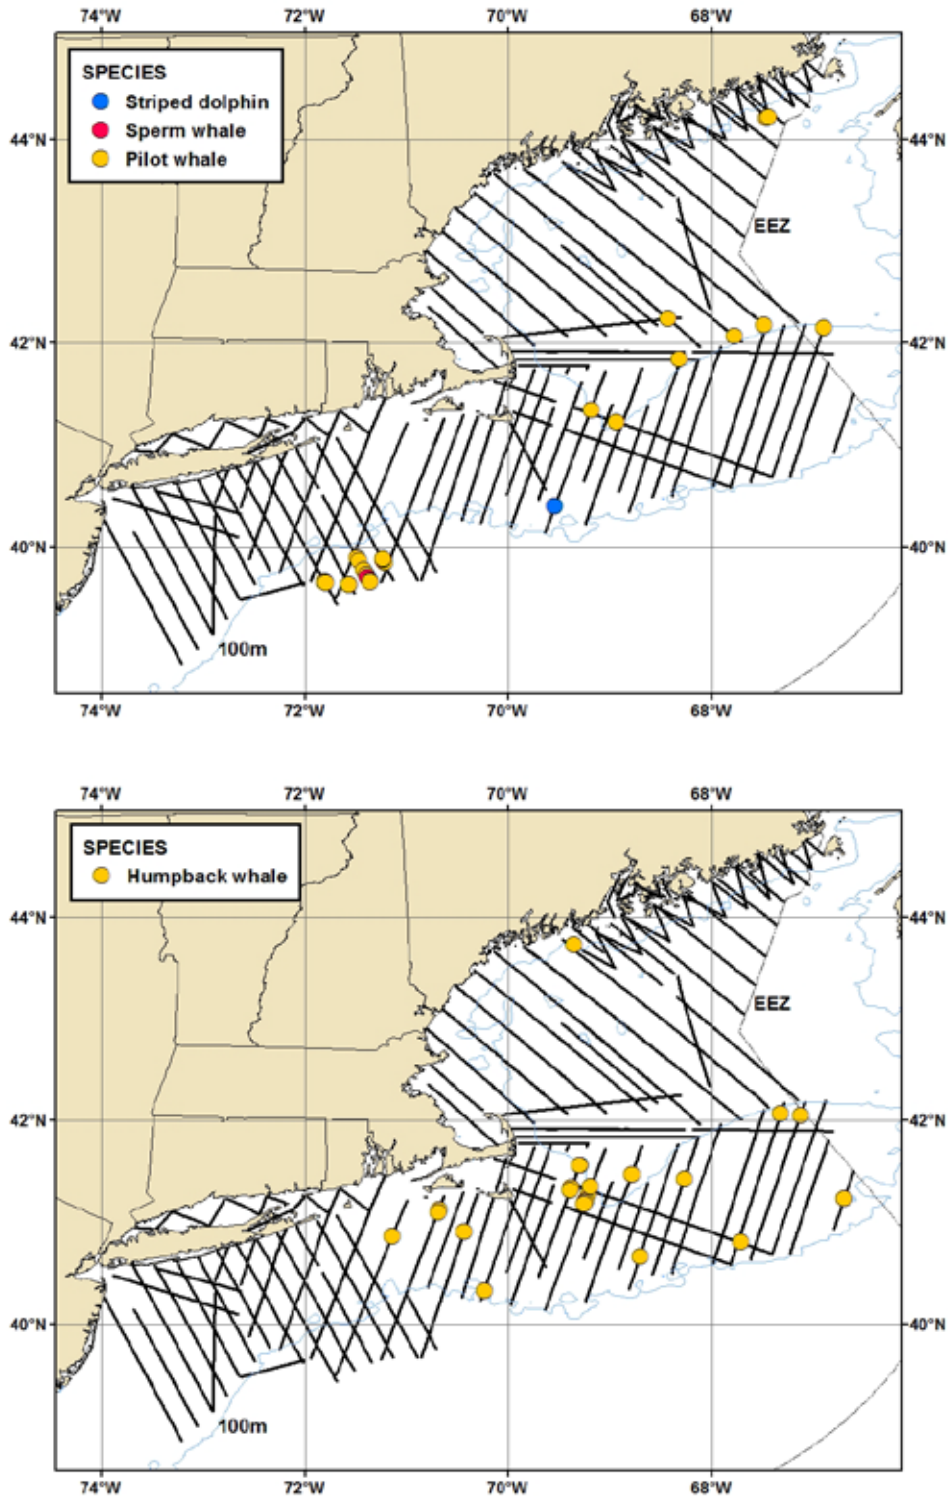 74°W 72°W 70°W 68°W
SPECIES
Striped dolphin
Sperm whale
Pilot whale
44°N 44°N
EEZ
42°N 42°N
40°N 40°N
100m
74°W 72°W 70°W 68°W
74°W 72°W 70°W 68°W
SPECIES
Humpback whale
44°N 44°N
EEZ
42°N 42°N
40°N 40°N
100m
74°W 72°W 70°W 68°W